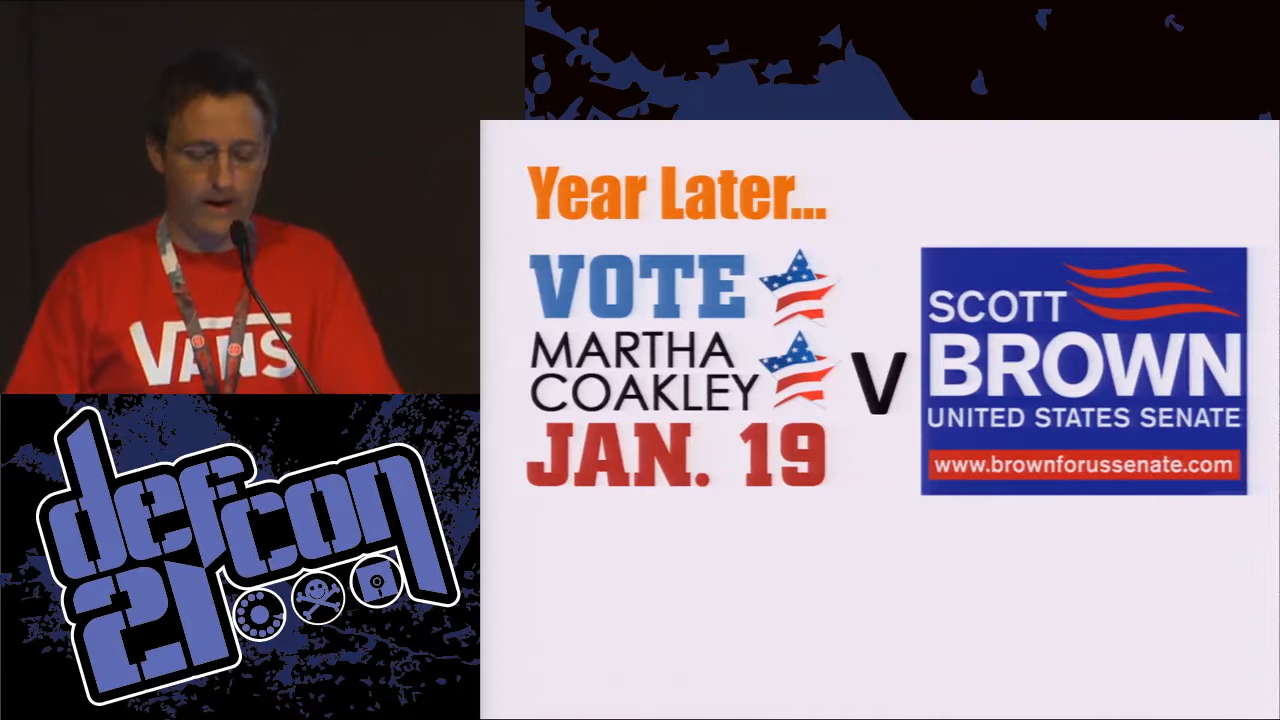 VANS
defcon
21
Year Later...
VOTE
MARTHA
COAKLEY
JAN. 19
V
SCOTT
BROWN
UNITED STATES SENATE
www.brownforussenate.com